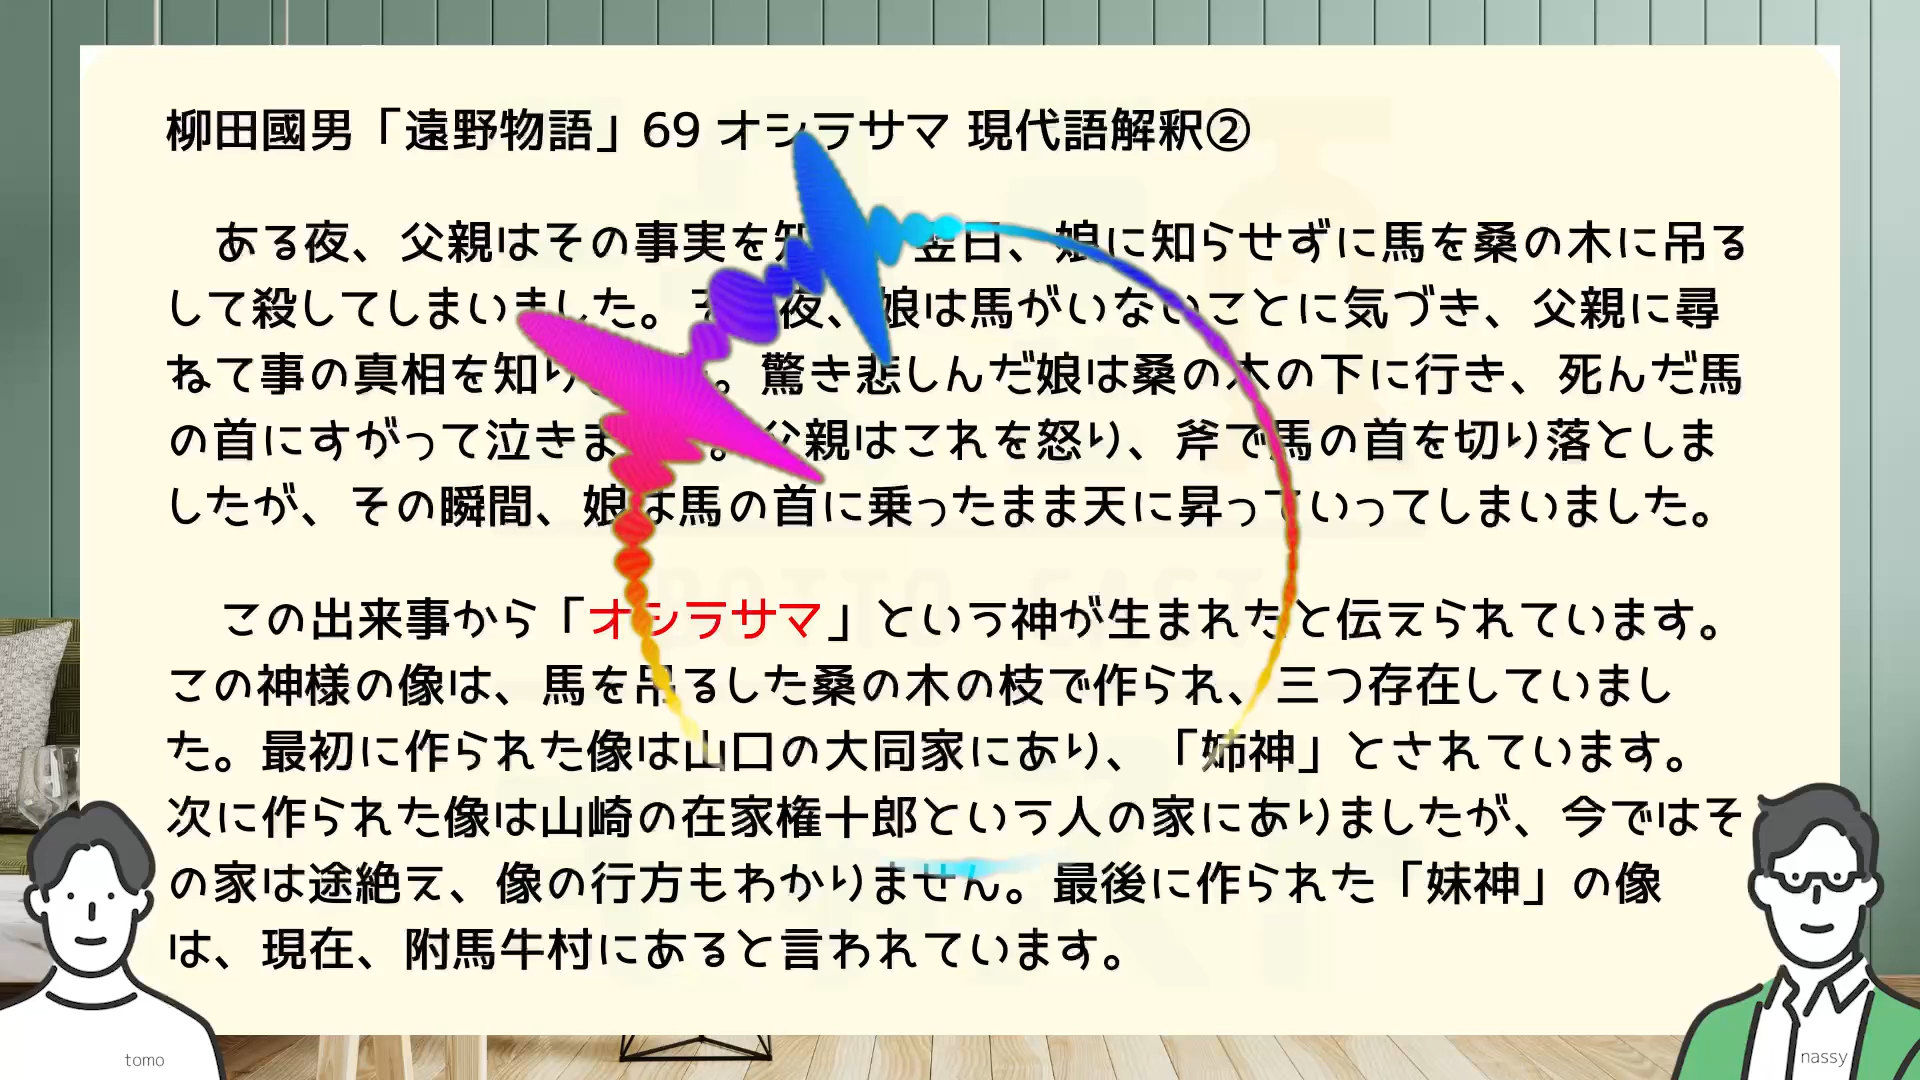 柳田國男「遠野物語」69 オシラサマ 現代語解釈②
ある夜、父親はその事実を知 翌日、娘に知らせずに馬を桑の木に吊る
して殺してしまいました。 夜、娘は馬がいないことに気づき、父親に尋
ねて事の真相を知り 。驚き悲しんだ娘は桑の木の下に行き、死んだ馬
の首にすがって泣きま 。父親はこれを怒り、斧で馬の首を切り落としま
したが、その瞬間、娘は馬の首に乗ったまま天に昇っていってしまいました。
この出来事から「オシラサマ」という神が生まれたと伝えられています。
この神様の像は、馬を吊るした桑の木の枝で作られ、三つ存在していまし
た。最初に作られた像は山口の大同家にあり、「姉神」とされています。
次に作られた像は山崎の在家権十郎という人の家にありましたが、今ではそ
の家は途絶え、像の行方もわかりません。最後に作られた「妹神」の像
は、現在、附馬牛村にあると言われています。
tomo
nassy